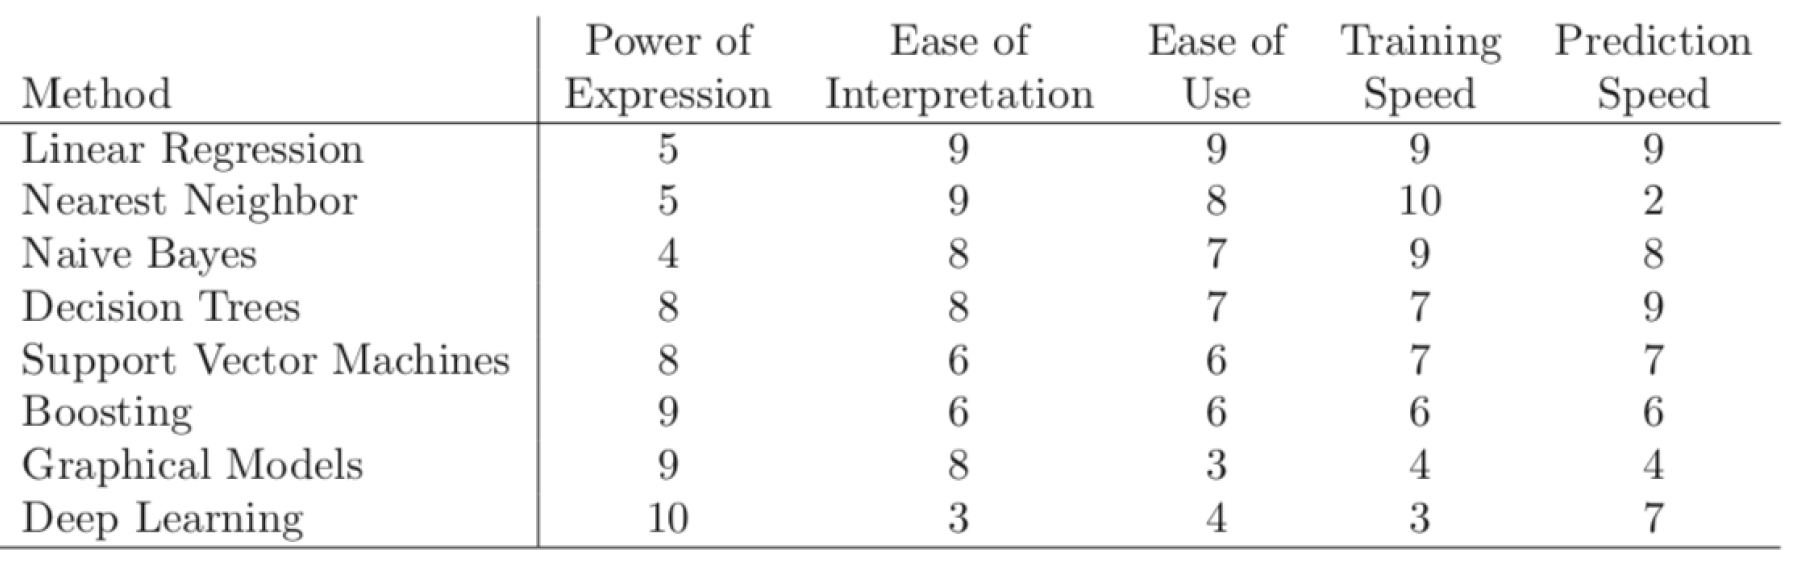 Power of Ease of Ease of Training Prediction
Method Expression Interpretation Use Speed Speed
Linear Regression 5 9 9 9 9
Nearest Neighbor 5 9 8 10 2
Naive Bayes 4 8 7 9 8
Decision Trees 8 8 7 7 9
Support Vector Machines 8 6 6 7 7
Boosting 9 6 6 6 6
Graphical Models 9 8 3 4 4
Deep Learning 10 3 4 3 7